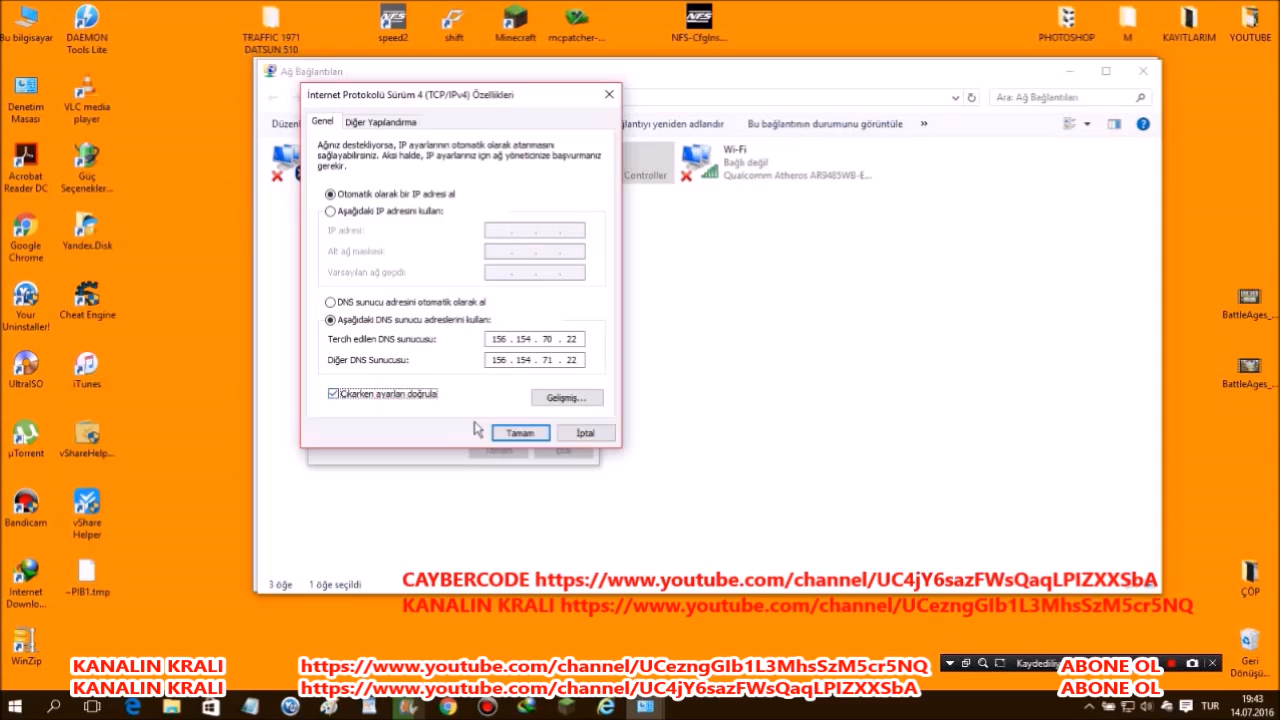 Bu bilgisayar
DAEMON
Tools Lite
TRAFFIC 1971
DATSUN 510
speed2
shift
Minecraft
mcpatcher-...
NFS-CfgIns...
PHOTOSHOP
M
KAYITLARIM
YOUTUBE
Denetim
Masası
VLC media
player
Acrobat
Reader DC
Güç
Seçenekler...
Google
Chrome
Yandex.Disk
Your
Uninstaller!
Cheat Engine
UltraISO
iTunes
µTorrent
vShareHelp...
Bandicam
vShare
Helper
Internet
Downlo...
~PIB1.tmp
WinZip
Ağ Bağlantıları
Ara: Ağ Bağlantıları
Düzenl
ğlantıyı yeniden adlandır
Bu bağlantının durumunu görüntüle
»
Controller
Wi-Fi
Bağlı değil
Qualcomm Atheros AR9485WB-E...
İnternet Protokolü Sürüm 4 (TCP/IPv4) Özellikleri
Genel
Diğer Yapılandırma
Ağınız destekliyorsa, IP ayarlarının otomatik olarak atanmasını
sağlayabilirsiniz. Aksi halde, IP ayarlarınız için ağ yöneticinize başvurmanız
gerekir.
Otomatik olarak bir IP adresi al
Aşağıdaki IP adresini kullan:
IP adresi:
Alt ağ maskesi:
Varsayılan ağ geçidi:
DNS sunucu adresini otomatik olarak al
Aşağıdaki DNS sunucu adreslerini kullan:
Tercih edilen DNS sunucusu:
156 . 154 . 70 . 22
Diğer DNS Sunucusu:
156 . 154 . 71 . 22
Çıkarken ayarları doğrula
Gelişmiş...
Tamam
İptal
Tamam
İptal
3 öğe
1 öğe seçildi
BattleAges_...
BattleAges_...
ÇÖP
Geri
Dönüşü...
CAYBERCODE https://www.youtube.com/channel/UC4jY6sazFWsQaqLPIZXXSbA
KANALIN KRALI https://www.youtube.com/channel/UCezngGIb1L3MhsSzM5cr5NQ
KANALIN KRALI
https://www.youtube.com/channel/UCezngGIb1L3MhsSzM5cr5NQ
Kaydediliy
ABONE OL
KANALIN KRALI
https://www.youtube.com/channel/UC4jY6sazFWsQaqLPIZXXSbA
ABONE OL
TUR
19:43
14.07.2016